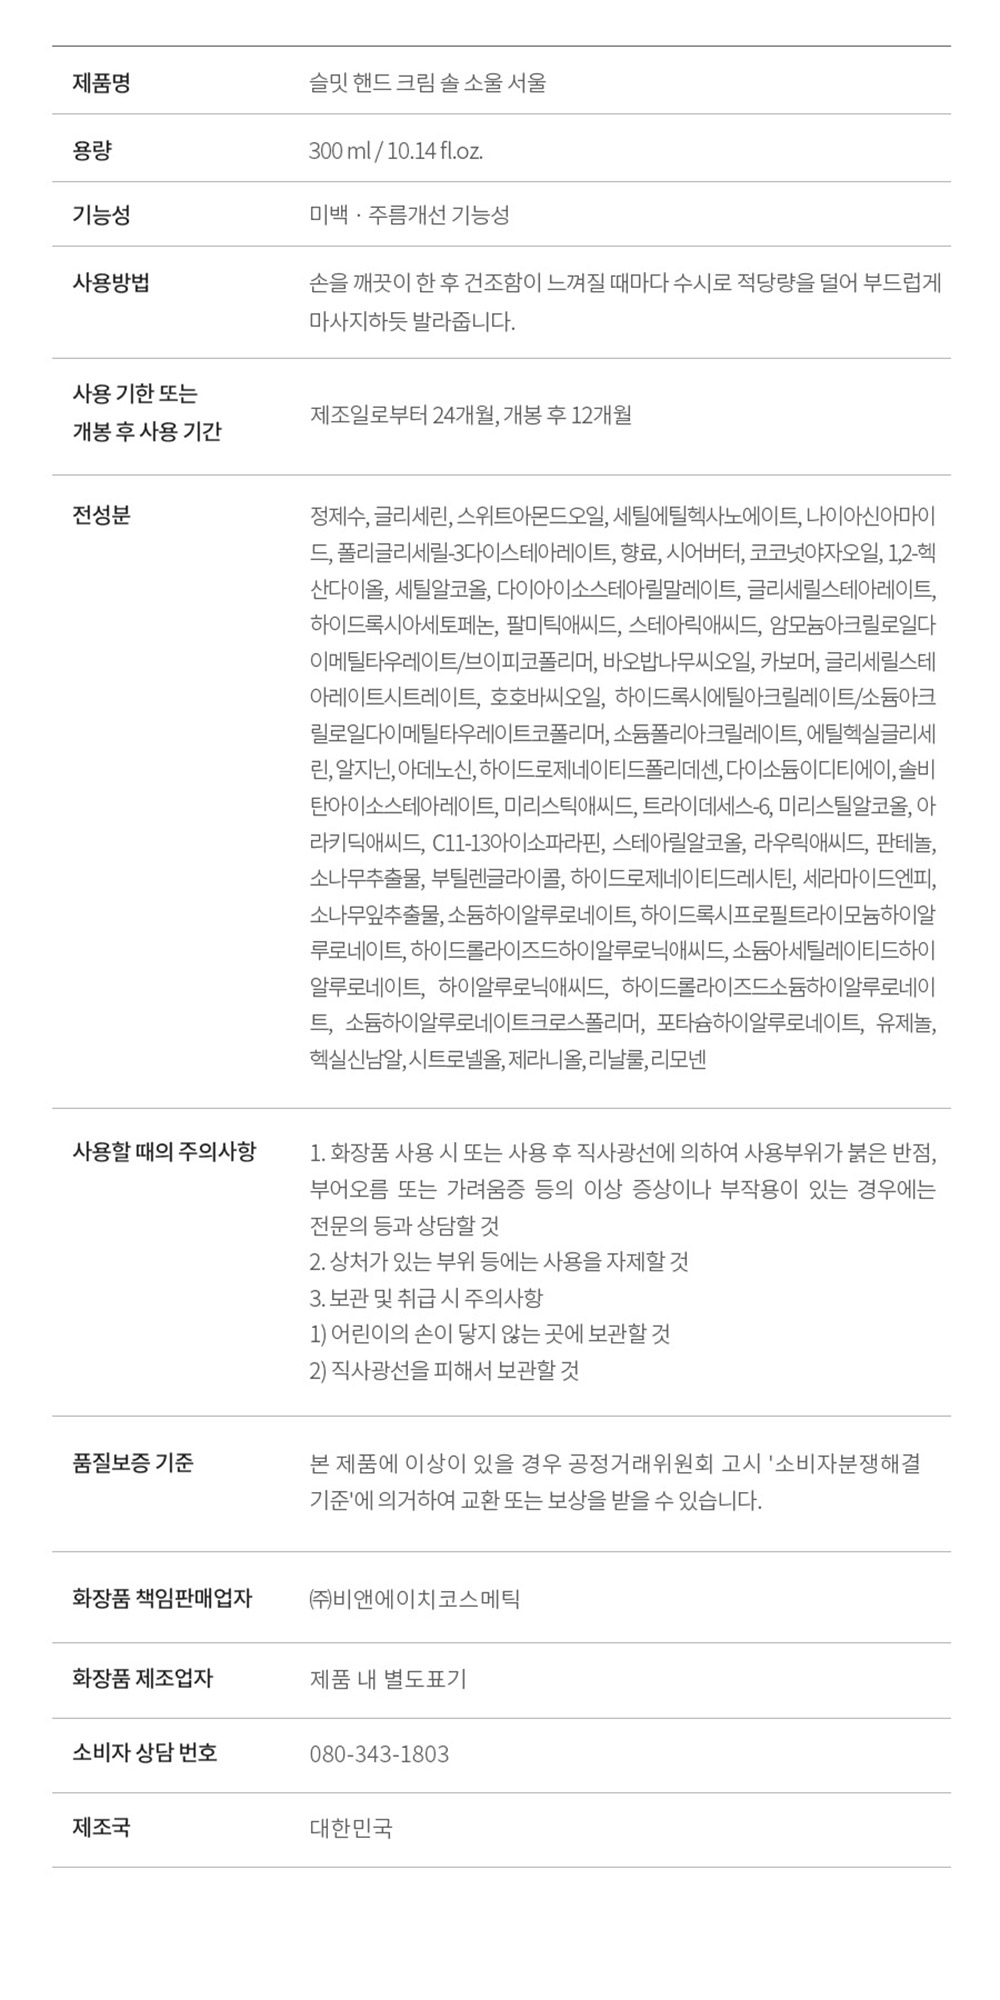 제품명
슬밋 핸드 크림 솔 소울 서울
용량
300 ml / 10.14 fl.oz.
기능성
미백 · 주름개선 기능성
사용방법
손을 깨끗이 한 후 건조함이 느껴질 때마다 수시로 적당량을 덜어 부드럽게
마사지하듯 발라줍니다.
사용 기한 또는
개봉 후 사용 기간
제조일로부터 24개월, 개봉 후 12개월
전성분
정제수, 글리세린, 스위트아몬드오일, 세틸에틸헥사노에이트, 나이아신아마이
드, 폴리글리세릴-3다이스테아레이트, 향료, 시어버터, 코코넛야자오일, 1,2-헥
산다이올, 세틸알코올, 다이아이소스테아릴말레이트, 글리세릴스테아레이트,
하이드록시아세토페논, 팔미틱애씨드, 스테아릭애씨드, 암모늄아크릴로일다
이메틸타우레이트/브이피코폴리머, 바오밥나무씨오일, 카보머, 글리세릴스테
아레이트시트레이트, 호호바씨오일, 하이드록시에틸아크릴레이트/소듐아크
릴로일다이메틸타우레이트코폴리머, 소듐폴리아크릴레이트, 에틸헥실글리세
린, 알지닌, 아데노신, 하이드로제네이티드폴리데센, 다이소듐이디티에이, 솔비
탄아이소스테아레이트, 미리스틱애씨드, 트라이데세스-6, 미리스틸알코올, 아
라키딕애씨드, C11-13아이소파라핀, 스테아릴알코올, 라우릭애씨드, 판테놀,
소나무추출물, 부틸렌글라이콜, 하이드로제네이티드레시틴, 세라마이드엔피,
소나무잎추출물, 소듐하이알루로네이트, 하이드록시프로필트라이모늄하이알
루로네이트, 하이드롤라이즈드하이알루로닉애씨드, 소듐아세틸레이티드하이
알루로네이트, 하이알루로닉애씨드, 하이드롤라이즈드소듐하이알루로네이
트, 소듐하이알루로네이트크로스폴리머, 포타슘하이알루로네이트, 유제놀,
헥실신남알, 시트로넬올, 제라니올, 리날룰, 리모넨
사용할 때의 주의사항
1. 화장품 사용 시 또는 사용 후 직사광선에 의하여 사용부위가 붉은 반점,
부어오름 또는 가려움증 등의 이상 증상이나 부작용이 있는 경우에는
전문의 등과 상담할 것
2. 상처가 있는 부위 등에는 사용을 자제할 것
3. 보관 및 취급 시 주의사항
1) 어린이의 손이 닿지 않는 곳에 보관할 것
2) 직사광선을 피해서 보관할 것
품질보증 기준
본 제품에 이상이 있을 경우 공정거래위원회 고시 '소비자분쟁해결
기준'에 의거하여 교환 또는 보상을 받을 수 있습니다.
화장품 책임판매업자
㈜비앤에이치코스메틱
화장품 제조업자
제품 내 별도표기
소비자 상담 번호
080-343-1803
제조국
대한민국